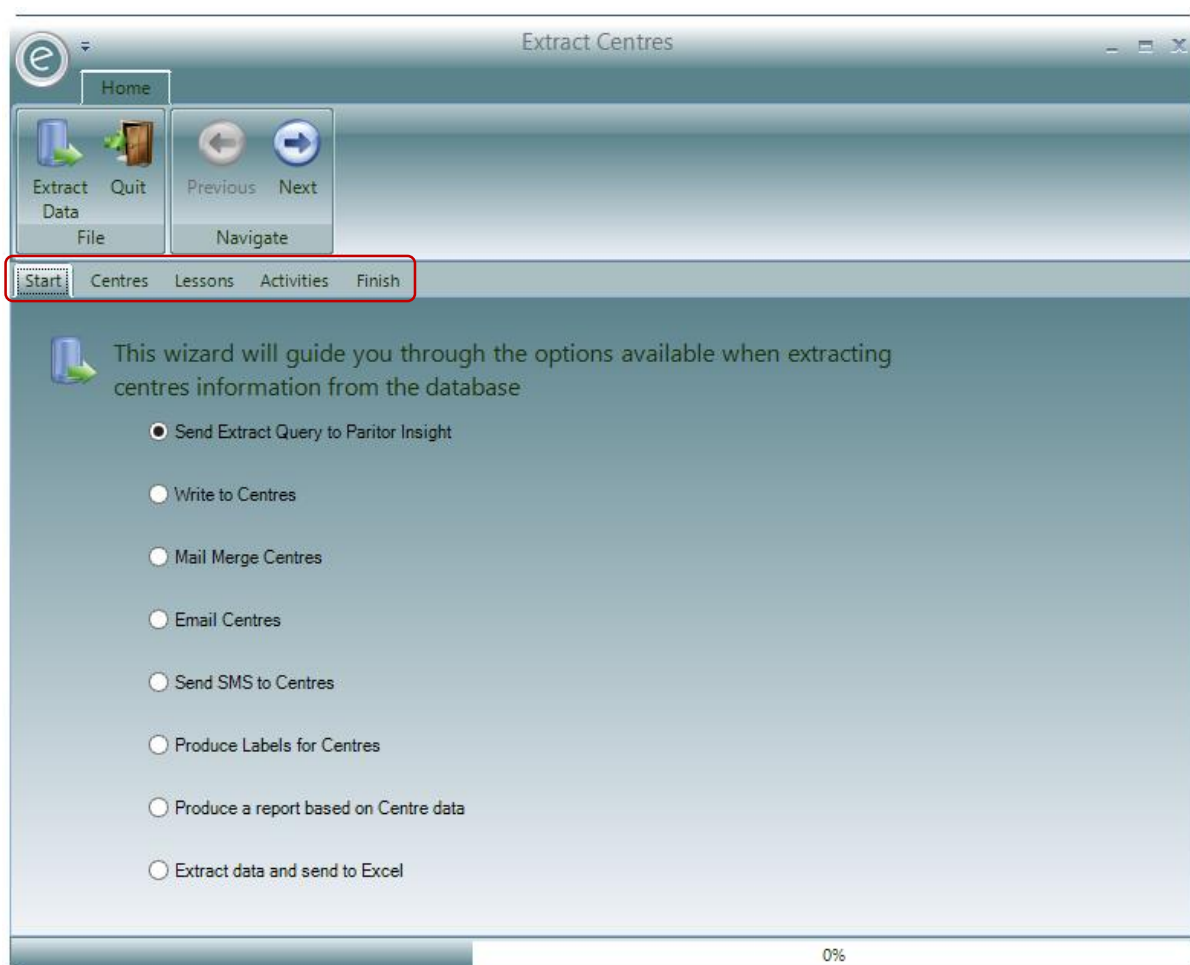 e
Extract Centres
Home
Extract Data
Quit
Previous
Next
File
Navigate
Start Centres Lessons Activities Finish
This wizard will guide you through the options available when extracting
centres information from the database
Send Extract Query to Paritor Insight
Write to Centres
Mail Merge Centres
Email Centres
Send SMS to Centres
Produce Labels for Centres
Produce a report based on Centre data
Extract data and send to Excel
0%